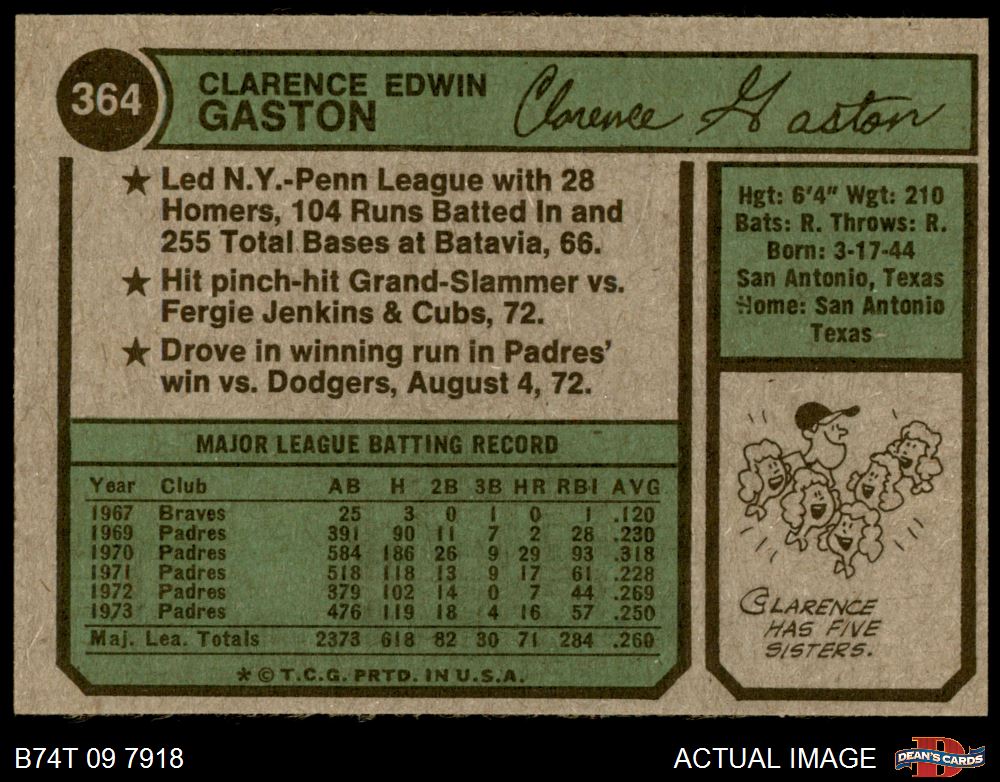 364
CLARENCE EDWIN
GASTON
Clarence Gaston
★ Led N.Y.-Penn League with 28
Homers, 104 Runs Batted In and
255 Total Bases at Batavia, 66.
★ Hit pinch-hit Grand-Slammer vs.
Fergie Jenkins & Cubs, 72.
★ Drove in winning run in Padres'
win vs. Dodgers, August 4, 72.
Hgt: 6'4" Wgt: 210
Bats: R. Throws: R.
Born: 3-17-44
San Antonio, Texas
Home: San Antonio
Texas
MAJOR LEAGUE BATTING RECORD
Year Club AB H 2B 3B HR RBI AVG
1967 Braves 25 3 0 1 0 1 .120
1969 Padres 391 90 11 7 2 28 .230
1970 Padres 584 186 26 9 29 93 .318
1971 Padres 518 118 13 9 17 61 .228
1972 Padres 379 102 14 0 7 44 .269
1973 Padres 476 119 18 4 16 57 .250
Maj. Lea. Totals 2373 618 82 30 71 284 .260
* © T.C.G. PRTD. IN U.S.A.
CLARENCE
HAS FIVE
SISTERS.
B74T 09 7918
ACTUAL IMAGE
DEAN'S CARDS